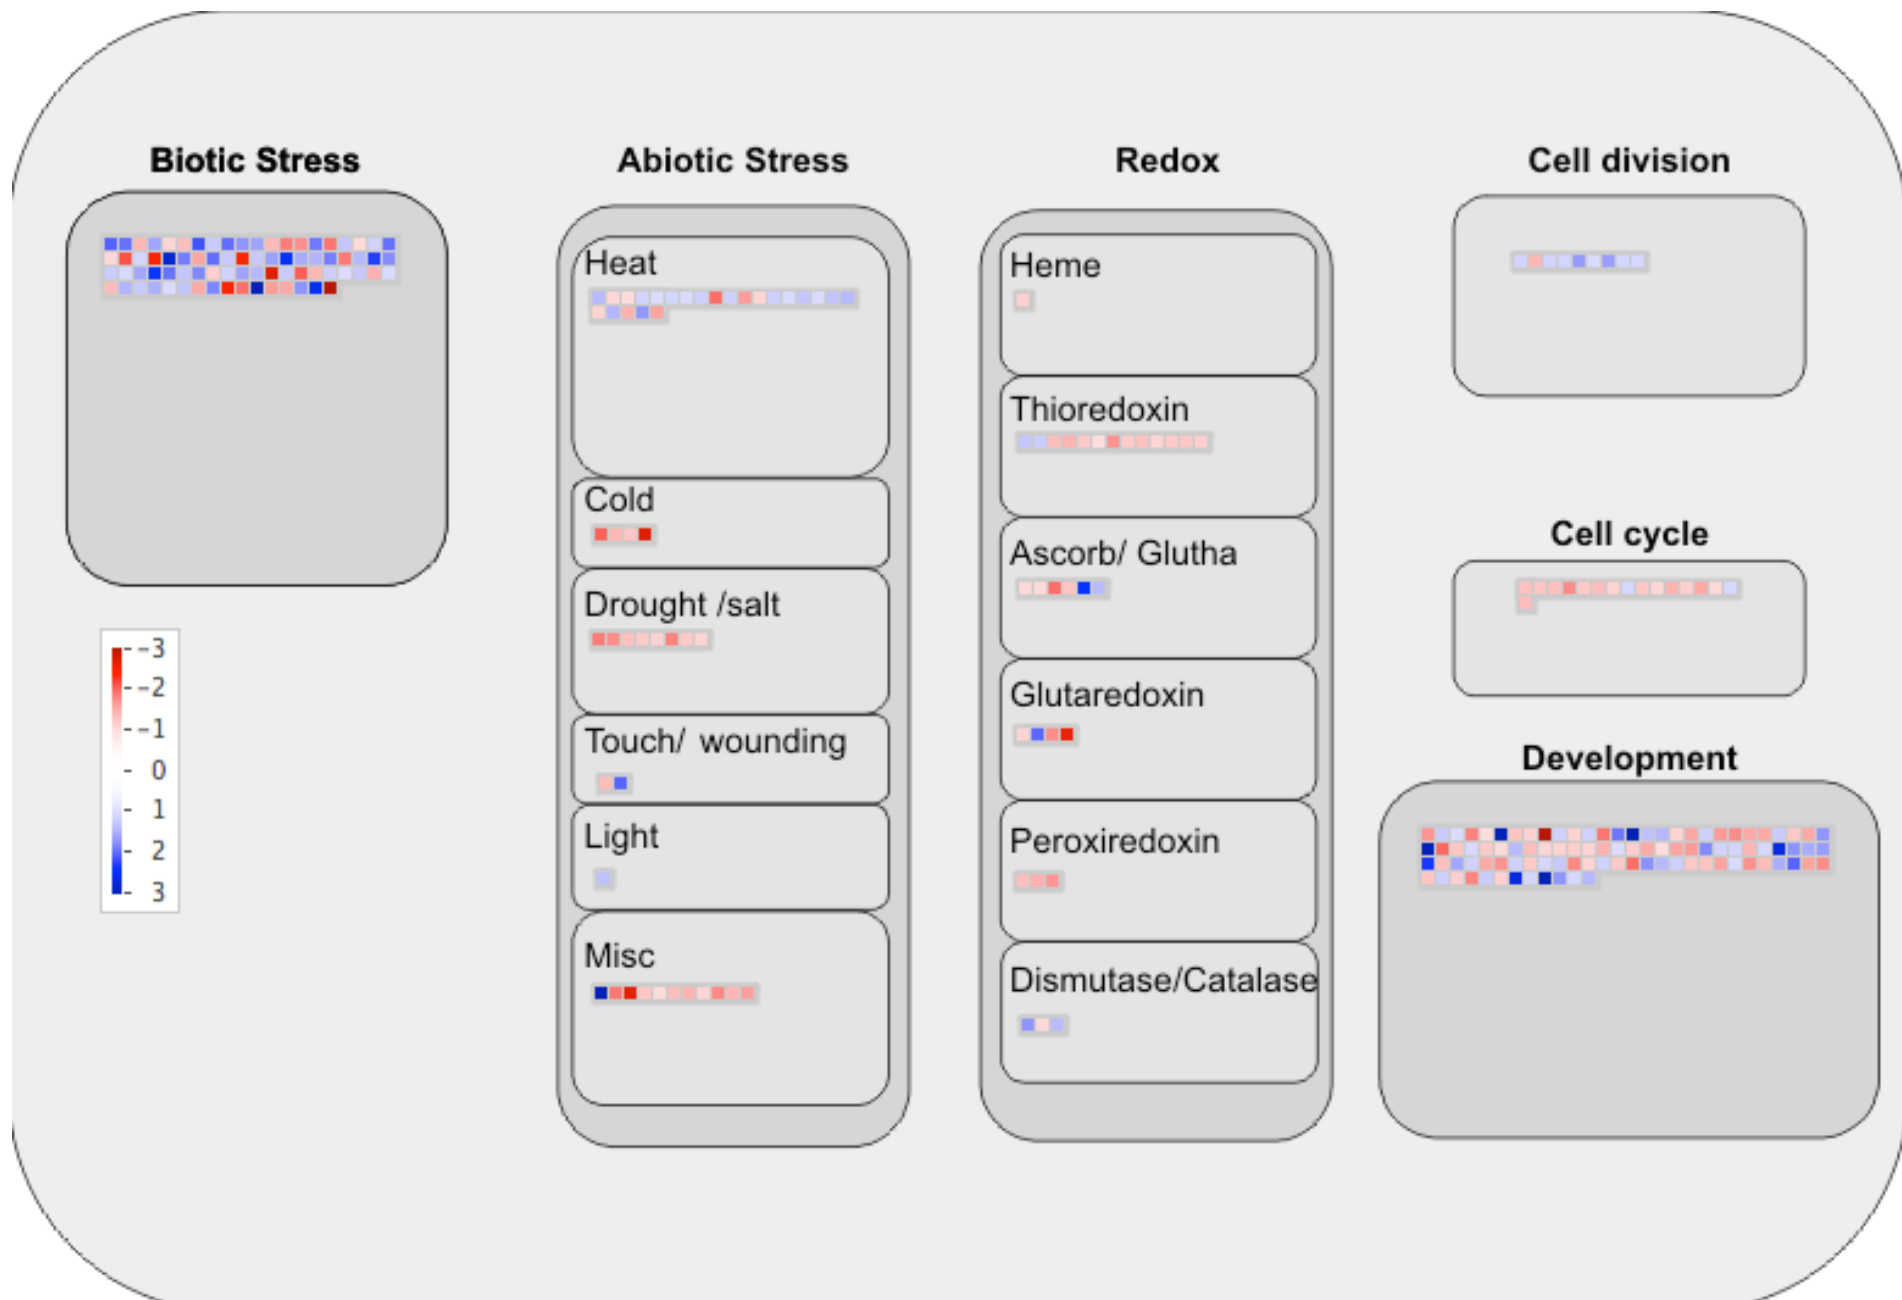 Biotic Stress
Abiotic Stress
Redox
Cell division
Heat
Heme
Thioredoxin
Cold
Ascorb/ Glutha
Cell cycle
Drought /salt
Glutaredoxin
Touch/ wounding
Development
Light
Peroxiredoxin
Misc
Dismutase/Catalase
-3
-2
-1
0
1
2
3